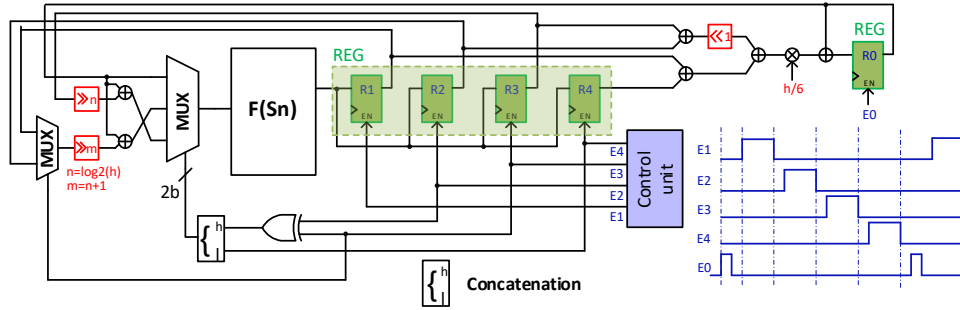 REG
REG
R1
EN
R2
EN
R3
EN
R4
EN
≪1
h/6
R0
EN
E0
≫n
MUX
F(Sn)
MUX
≫m
n=log2(h)
m=n+1
2b
{ h
l
E4
E3
E2
E1
Control
unit
{ h
l
Concatenation
E1
E2
E3
E4
E0